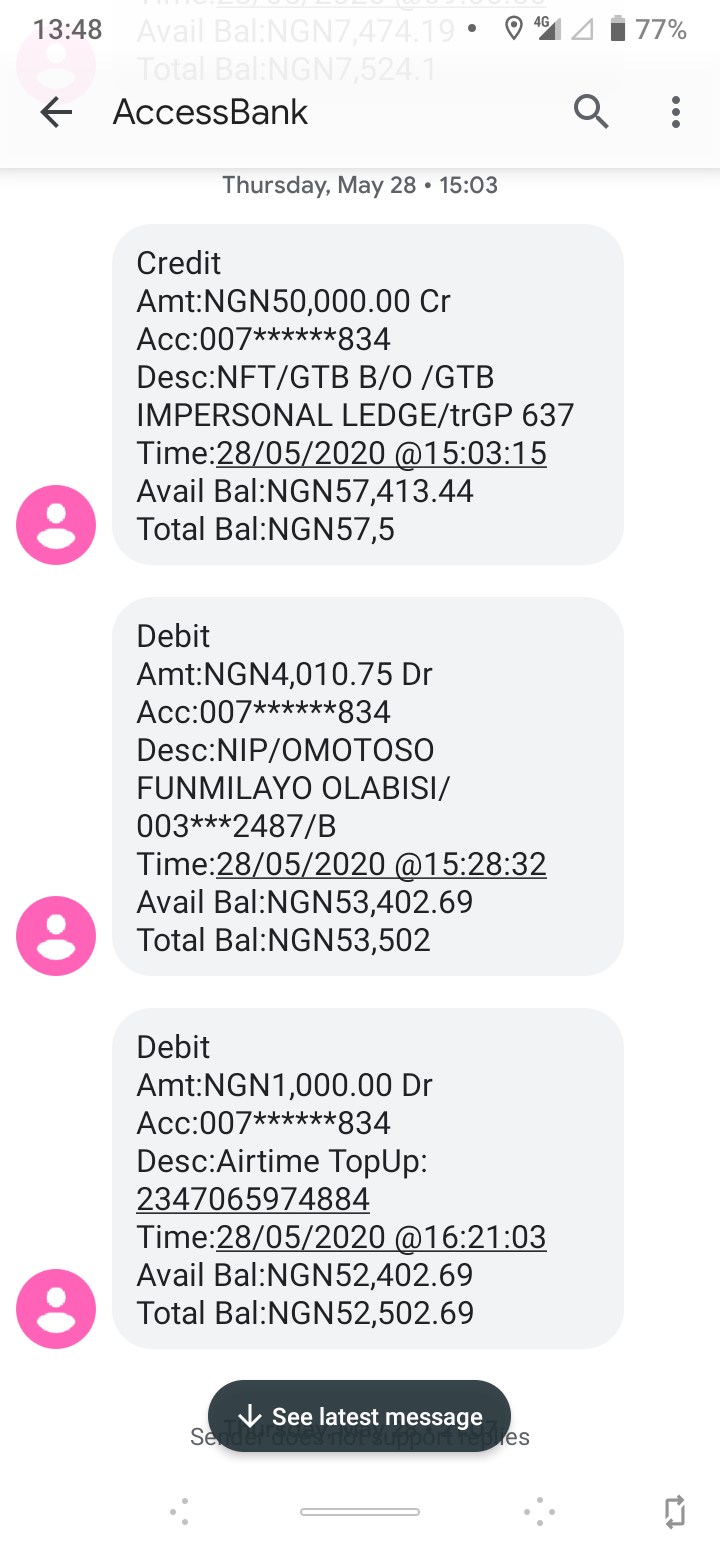 13:48
4G
77%
Avail Bal:NGN7,474.19
Total Bal:NGN7,524.1
AccessBank
Thursday, May 28 • 15:03
Credit
Amt:NGN50,000.00 Cr
Acc:007******834
Desc:NFT/GTB B/O /GTB
IMPERSONAL LEDGE/trGP 637
Time:28/05/2020 @15:03:15
Avail Bal:NGN57,413.44
Total Bal:NGN57,5
Debit
Amt:NGN4,010.75 Dr
Acc:007******834
Desc:NIP/OMOTOSO
FUNMILAYO OLABISI/
003***2487/B
Time:28/05/2020 @15:28:32
Avail Bal:NGN53,402.69
Total Bal:NGN53,502
Debit
Amt:NGN1,000.00 Dr
Acc:007******834
Desc:Airtime TopUp:
2347065974884
Time:28/05/2020 @16:21:03
Avail Bal:NGN52,402.69
Total Bal:NGN52,502.69
See latest message
Sender does not support replies